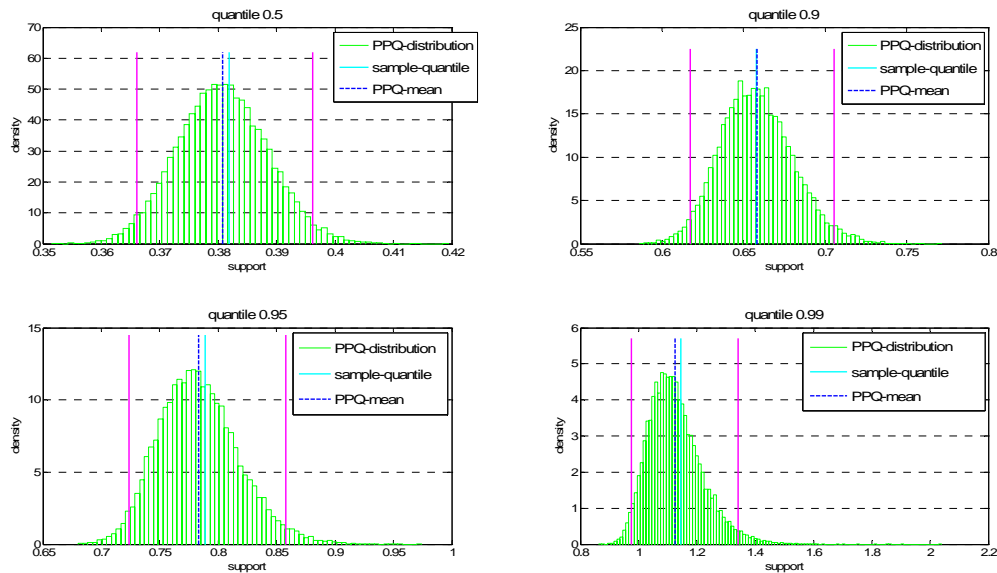 quantile 0.5
70
60
50
40
30
20
10
0
density
0.35
0.36
0.37
0.38
0.39
0.4
0.41
0.42
support
PPQ-distribution
sample-quantile
PPQ-mean
quantile 0.9
25
20
15
10
5
0
density
0.55
0.6
0.65
0.7
0.75
0.8
support
PPQ-distribution
sample-quantile
PPQ-mean
quantile 0.95
15
10
5
0
density
0.65
0.7
0.75
0.8
0.85
0.9
0.95
1
support
PPQ-distribution
sample-quantile
PPQ-mean
quantile 0.99
6
5
4
3
2
1
0
density
0.8
1
1.2
1.4
1.6
1.8
2
2.2
support
PPQ-distribution
sample-quantile
PPQ-mean